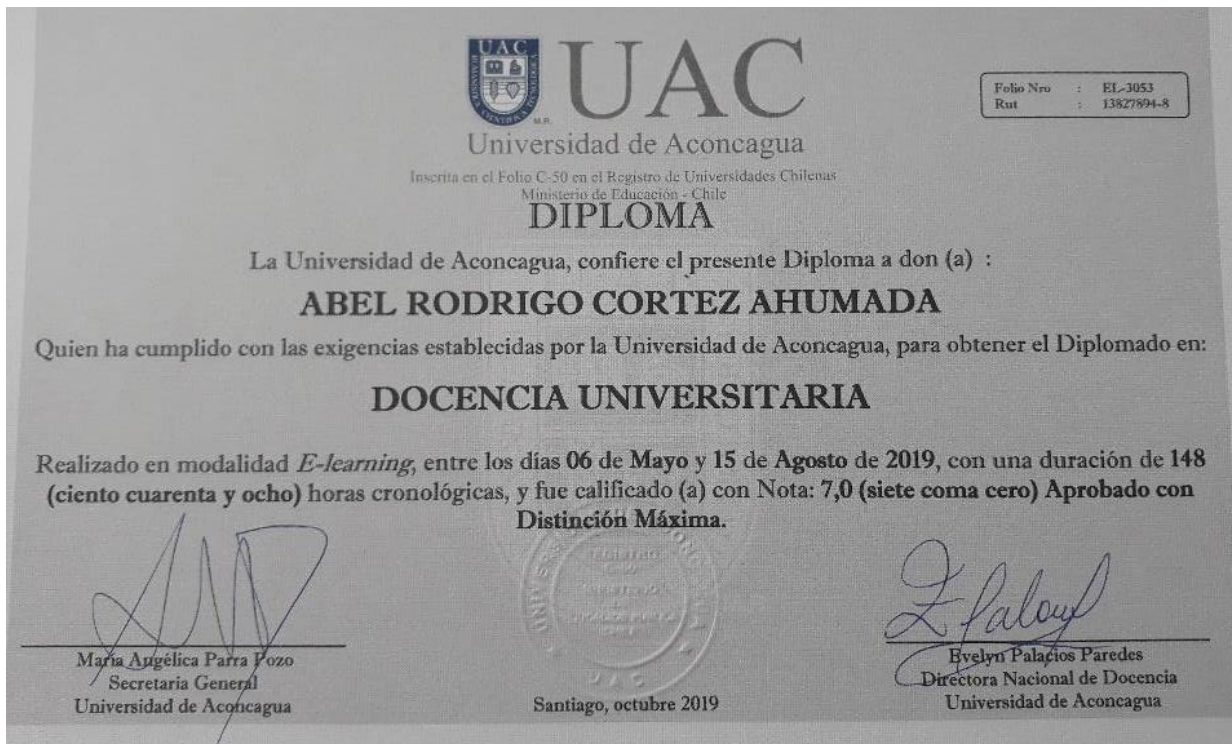 UAC
HUMANISTICA CIENTIFICA TECNOLOGICA
M.R.
UAC
Universidad de Aconcagua
Folio Nro : EL-3053
Rut : 13827894-8
Inscrita en el Folio C-50 en el Registro de Universidades Chilenas
Ministerio de Educación - Chile
DIPLOMA
La Universidad de Aconcagua, confiere el presente Diploma a don (a) :
ABEL RODRIGO CORTEZ AHUMADA
Quien ha cumplido con las exigencias establecidas por la Universidad de Aconcagua, para obtener el Diplomado en:
DOCENCIA UNIVERSITARIA
Realizado en modalidad E-learning, entre los días 06 de Mayo y 15 de Agosto de 2019, con una duración de 148
(ciento cuarenta y ocho) horas cronológicas, y fue calificado (a) con Nota: 7,0 (siete coma cero) Aprobado con
Distinción Máxima.
REGISTRO
UAC
María Angélica Parra Pozo
Secretaria General
Universidad de Aconcagua
Santiago, octubre 2019
Evelyn Palacios Paredes
Directora Nacional de Docencia
Universidad de Aconcagua